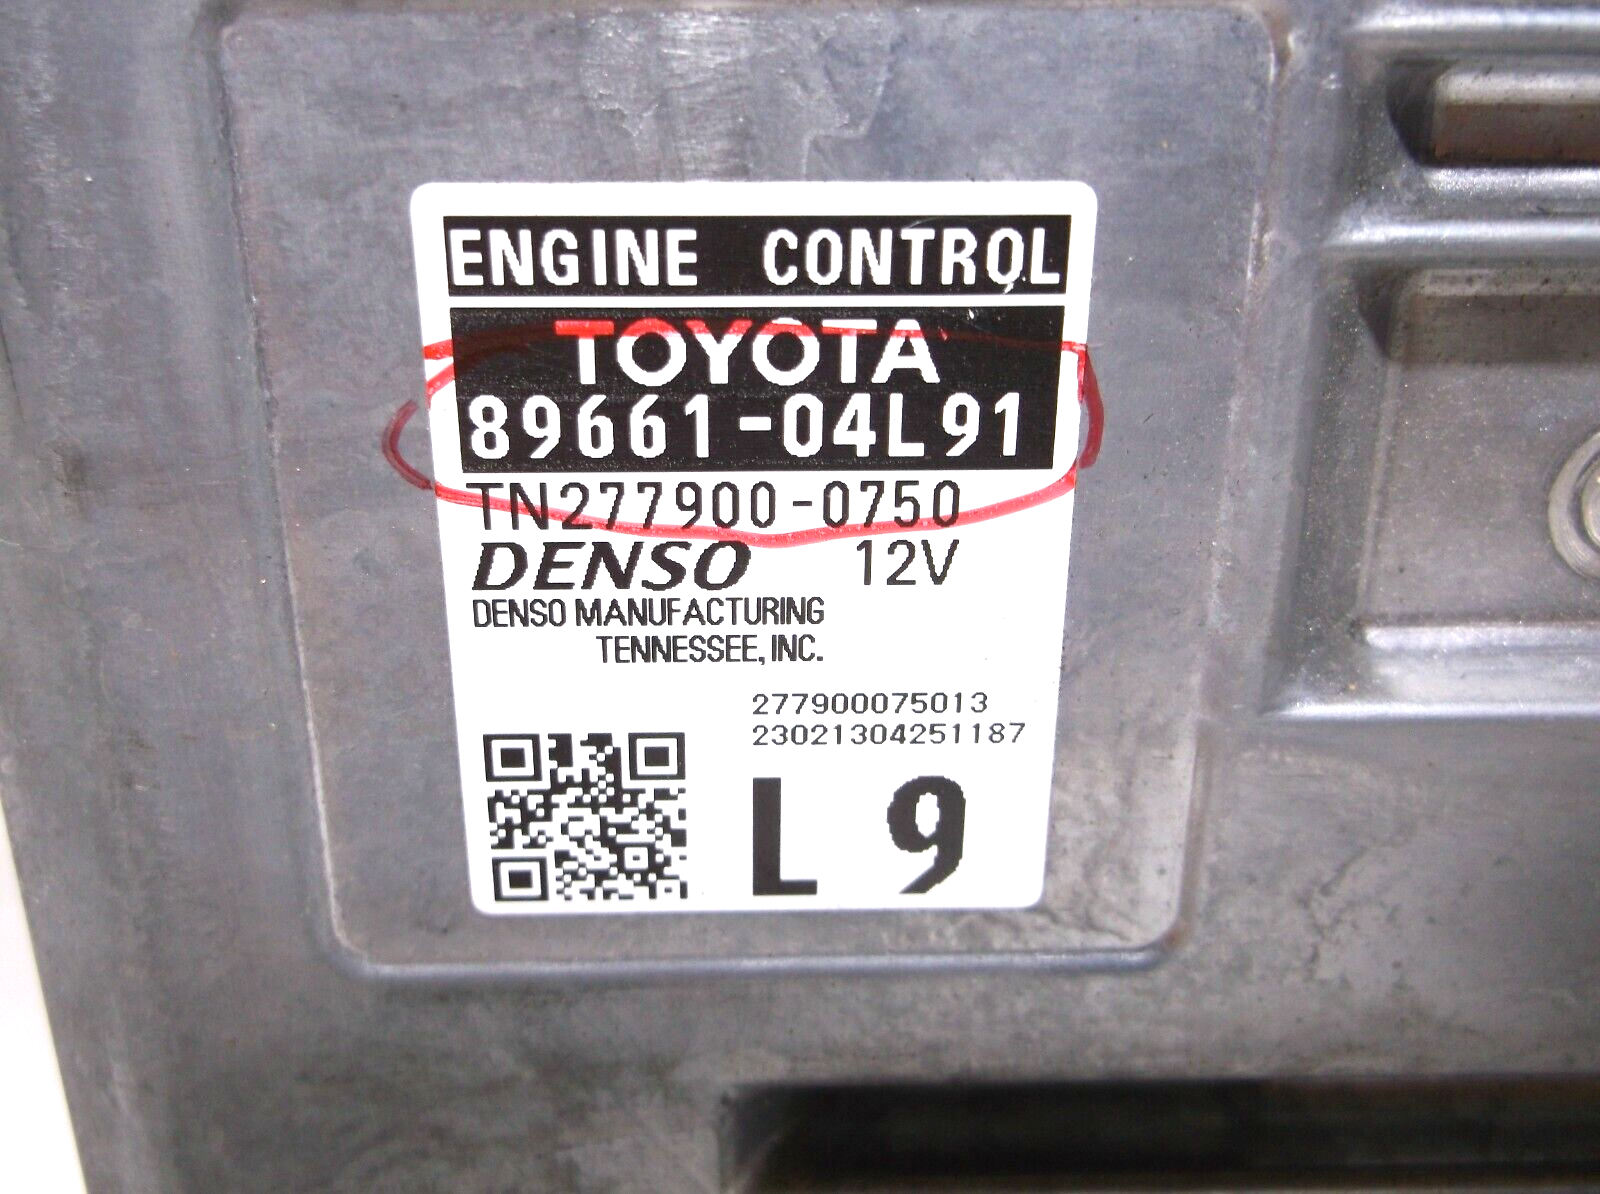 ENGINE CONTROL
TOYOTA
89661-04L91
TN277900-0750
DENSO 12V
DENSO MANUFACTURING
TENNESSEE, INC.
277900075013
23021304251187
L 9